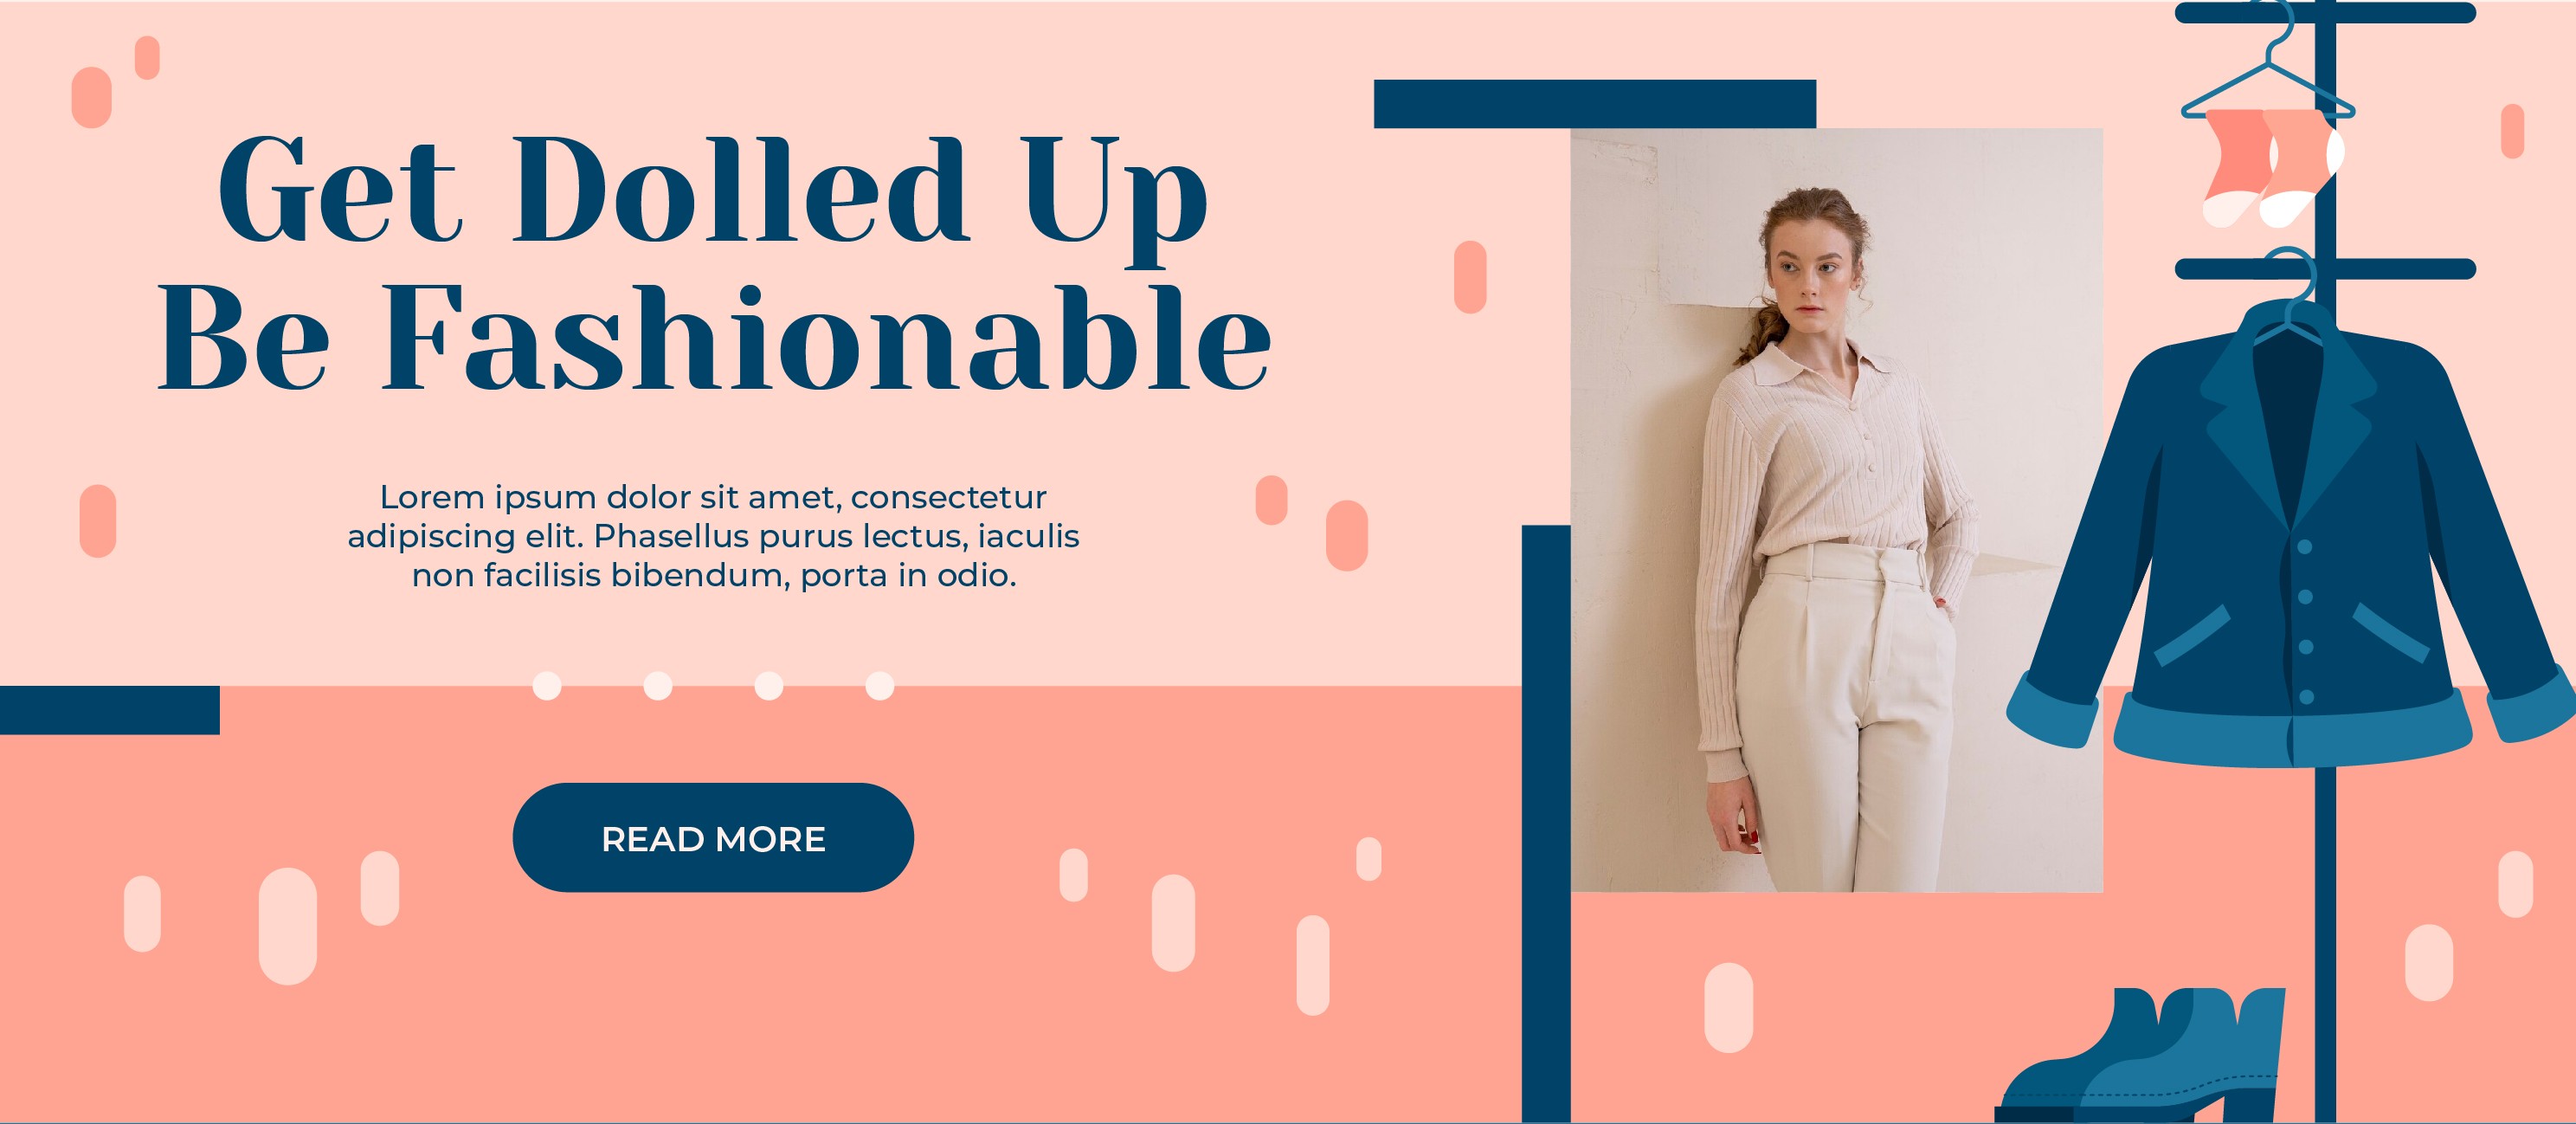 Get Dolled Up
Be Fashionable
Lorem ipsum dolor sit amet, consectetur
adipiscing elit. Phasellus purus lectus, iaculis
non facilisis bibendum, porta in odio.
READ MORE